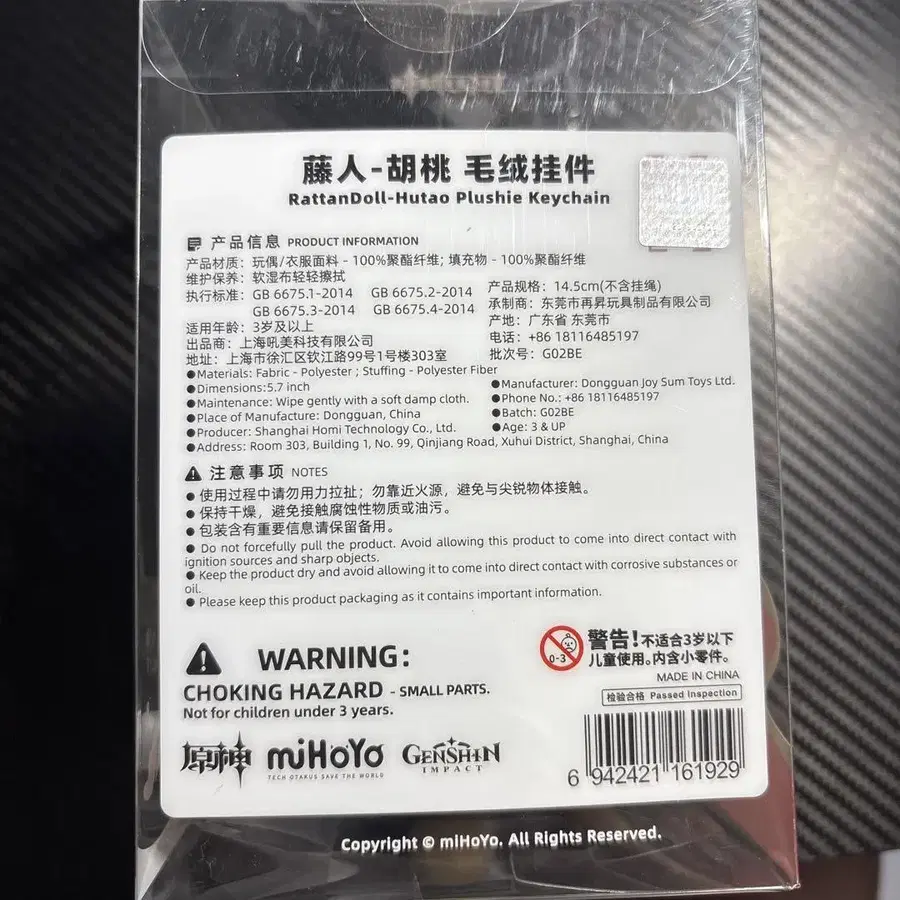 藤人-胡桃 毛绒挂件
RattanDoll-Hutao Plushie Keychain
产品信息 PRODUCT INFORMATION
产品材质：玩偶/衣服面料 - 100%聚酯纤维; 填充物 - 100%聚酯纤维
维护保养：软湿布轻轻擦拭
执行标准：GB 6675.1-2014 GB 6675.2-2014
GB 6675.3-2014 GB 6675.4-2014
适用年龄：3岁及以上
出品商：上海吼美科技有限公司
地址：上海市徐汇区钦江路99号1号楼303室
产品规格：14.5cm(不含挂绳)
承制商：东莞市再昇玩具制品有限公司
产地：广东省 东莞市
电话：+86 18116485197
批次号：G02BE
●Materials: Fabric - Polyester ; Stuffing - Polyester Fiber
●Dimensions:5.7 inch
●Maintenance: Wipe gently with a soft damp cloth.
●Place of Manufacture: Dongguan, China
●Producer: Shanghai Homi Technology Co., Ltd.
●Address: Room 303, Building 1, No. 99, Qinjiang Road, Xuhui District, Shanghai, China
●Manufacturer: Dongguan Joy Sum Toys Ltd.
●Phone No.: +86 18116485197
●Batch: G02BE
●Age: 3 & UP
注意事项 NOTES
● 使用过程中请勿用力拉扯；勿靠近火源，避免与尖锐物体接触。
● 保持干燥，避免接触腐蚀性物质或油污。
● 包装含有重要信息请保留备用。
● Do not forcefully pull the product. Avoid allowing this product to come into direct contact with
ignition sources and sharp objects.
● Keep the product dry and avoid allowing it to come into direct contact with corrosive substances or
oil.
● Please keep this product packaging as it contains important information.
WARNING:
CHOKING HAZARD - SMALL PARTS.
Not for children under 3 years.
0-3
警告!不适合3岁以下
儿童使用。内含小零件。
MADE IN CHINA
检验合格 Passed Inspection
原神 miHoYo GENSHIN
TECH OTAKUS SAVE THE WORLD IMPACT
6 942421 161929
Copyright © miHoYo. All Rights Reserved.